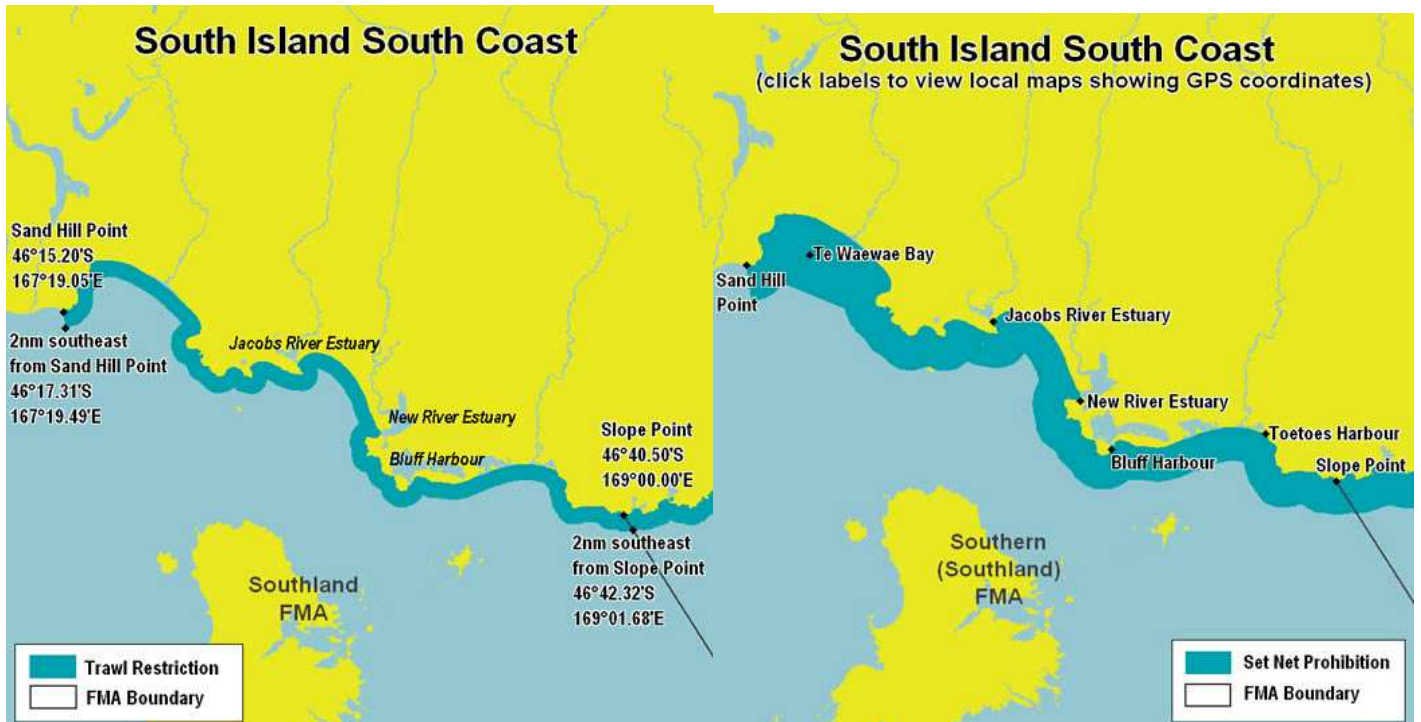 South Island South Coast
Sand Hill Point
46°15.20'S
167°19.05'E
2nm southeast
from Sand Hill Point
46°17.31'S
167°19.49'E
Jacobs River Estuary
New River Estuary
Bluff Harbour
Slope Point
46°40.50'S
169°00.00'E
2nm southeast
from Slope Point
46°42.32'S
169°01.68'E
Southland
FMA
Trawl Restriction
FMA Boundary
South Island South Coast
(click labels to view local maps showing GPS coordinates)
Te Waewae Bay
Sand Hill
Point
Jacobs River Estuary
New River Estuary
Toetoes Harbour
Bluff Harbour
Slope Point
Southern
(Southland)
FMA
Set Net Prohibition
FMA Boundary